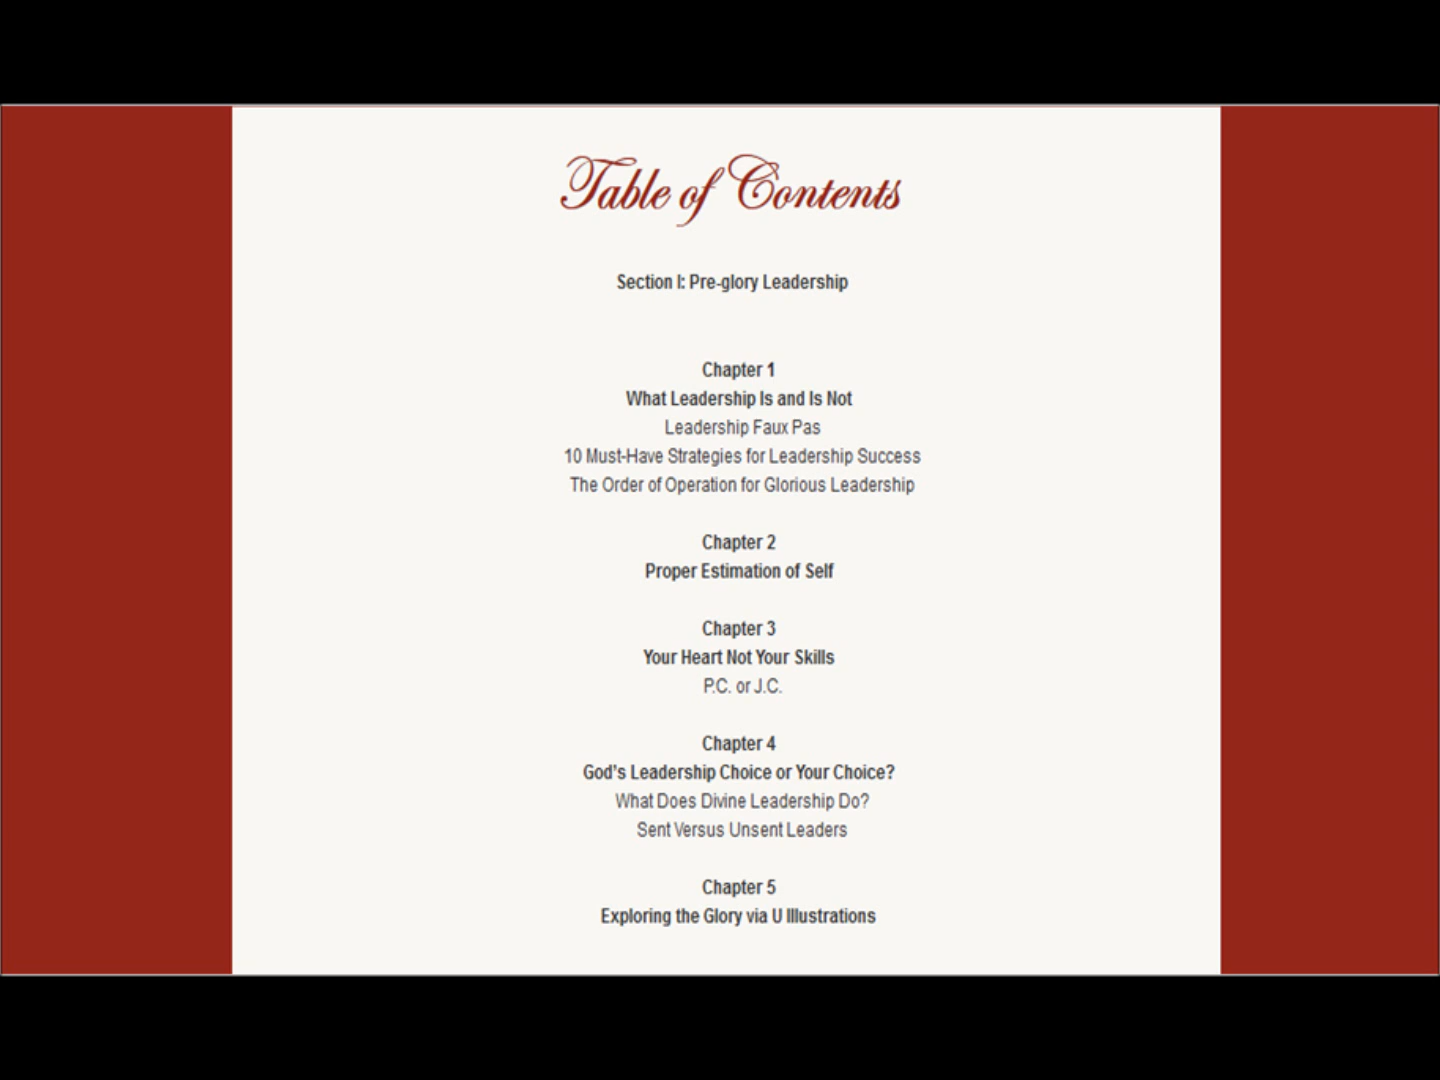 Table of Contents
Section I: Pre-glory Leadership
Chapter 1
What Leadership Is and Is Not
Leadership Faux Pas
10 Must-Have Strategies for Leadership Success
The Order of Operation for Glorious Leadership
Chapter 2
Proper Estimation of Self
Chapter 3
Your Heart Not Your Skills
P.C. or J.C.
Chapter 4
God's Leadership Choice or Your Choice?
What Does Divine Leadership Do?
Sent Versus Unsent Leaders
Chapter 5
Exploring the Glory via U Illustrations